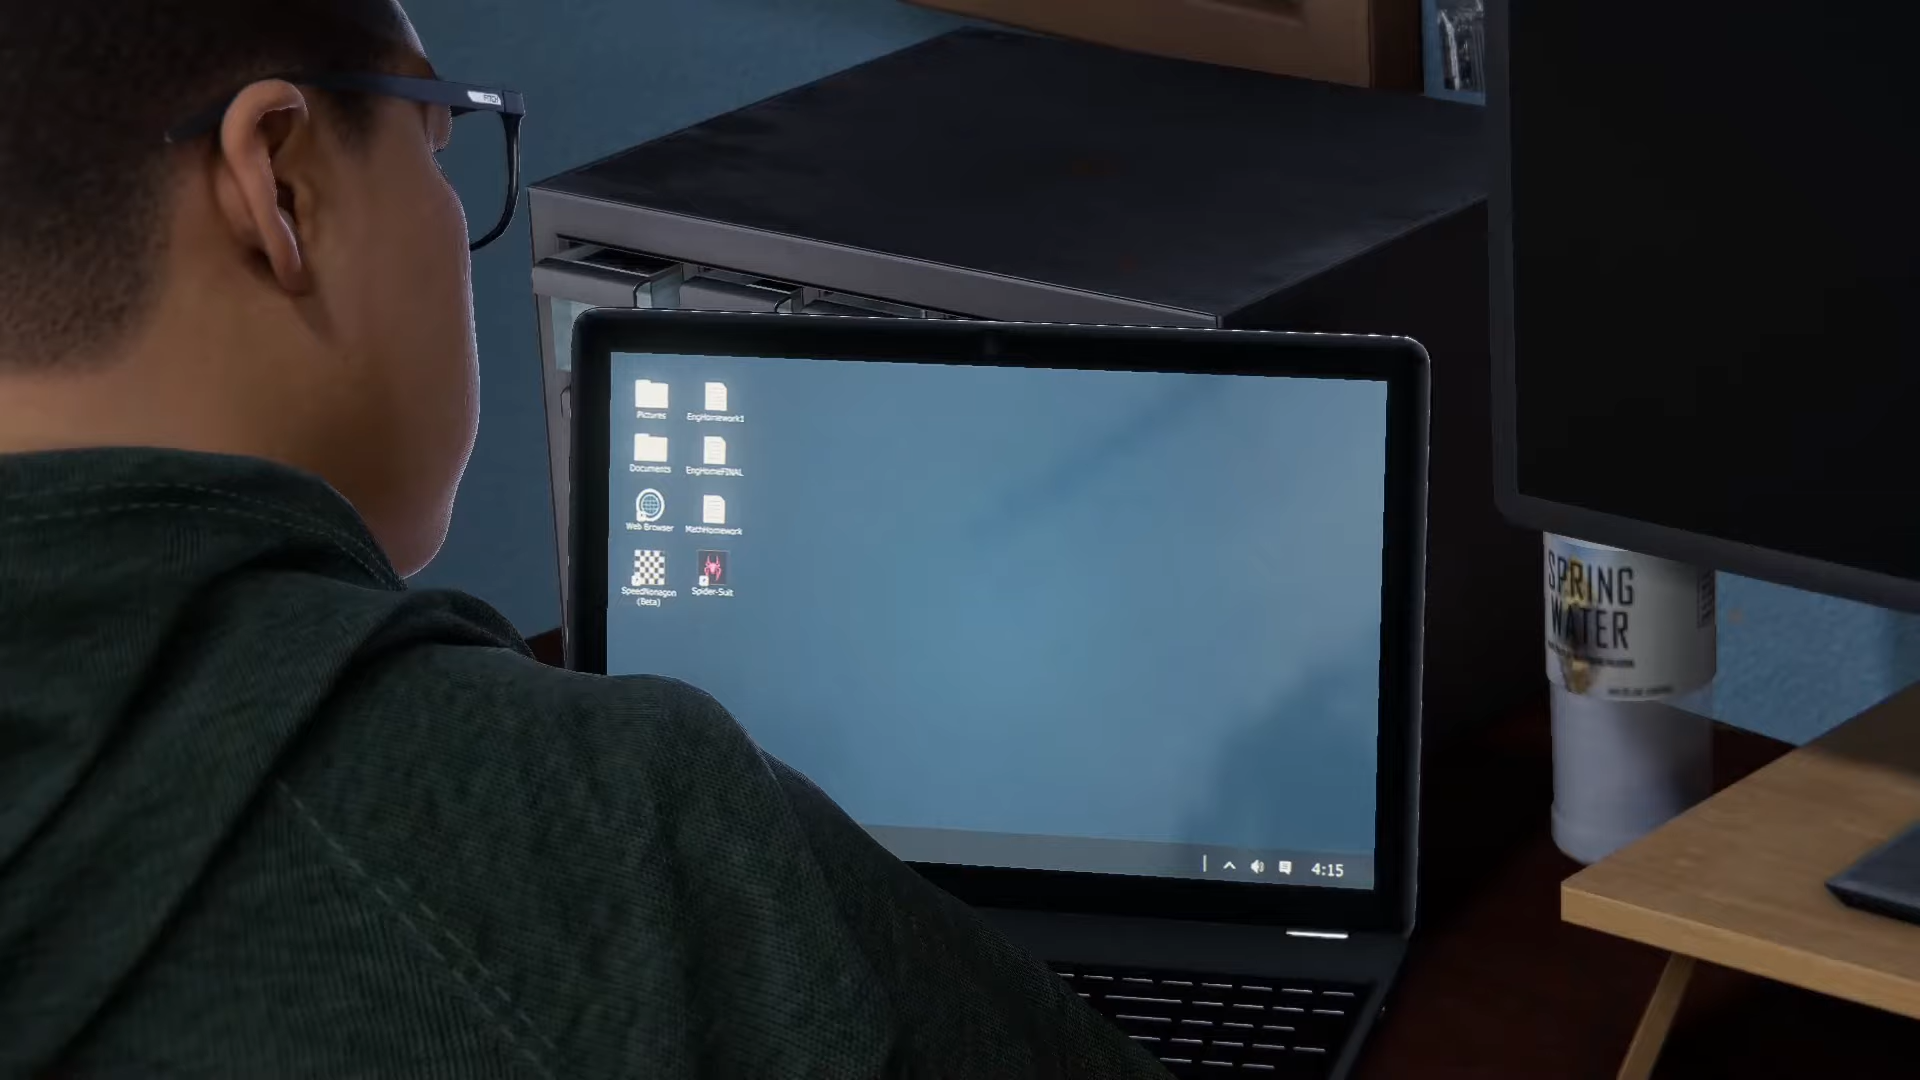 Pictures
EngHomework1
Documents
EngHomeFINAL
Web Browser
MathHomework
SpeedNonagon
(Beta)
Spider-Suit
4:15
SPRING
WATER